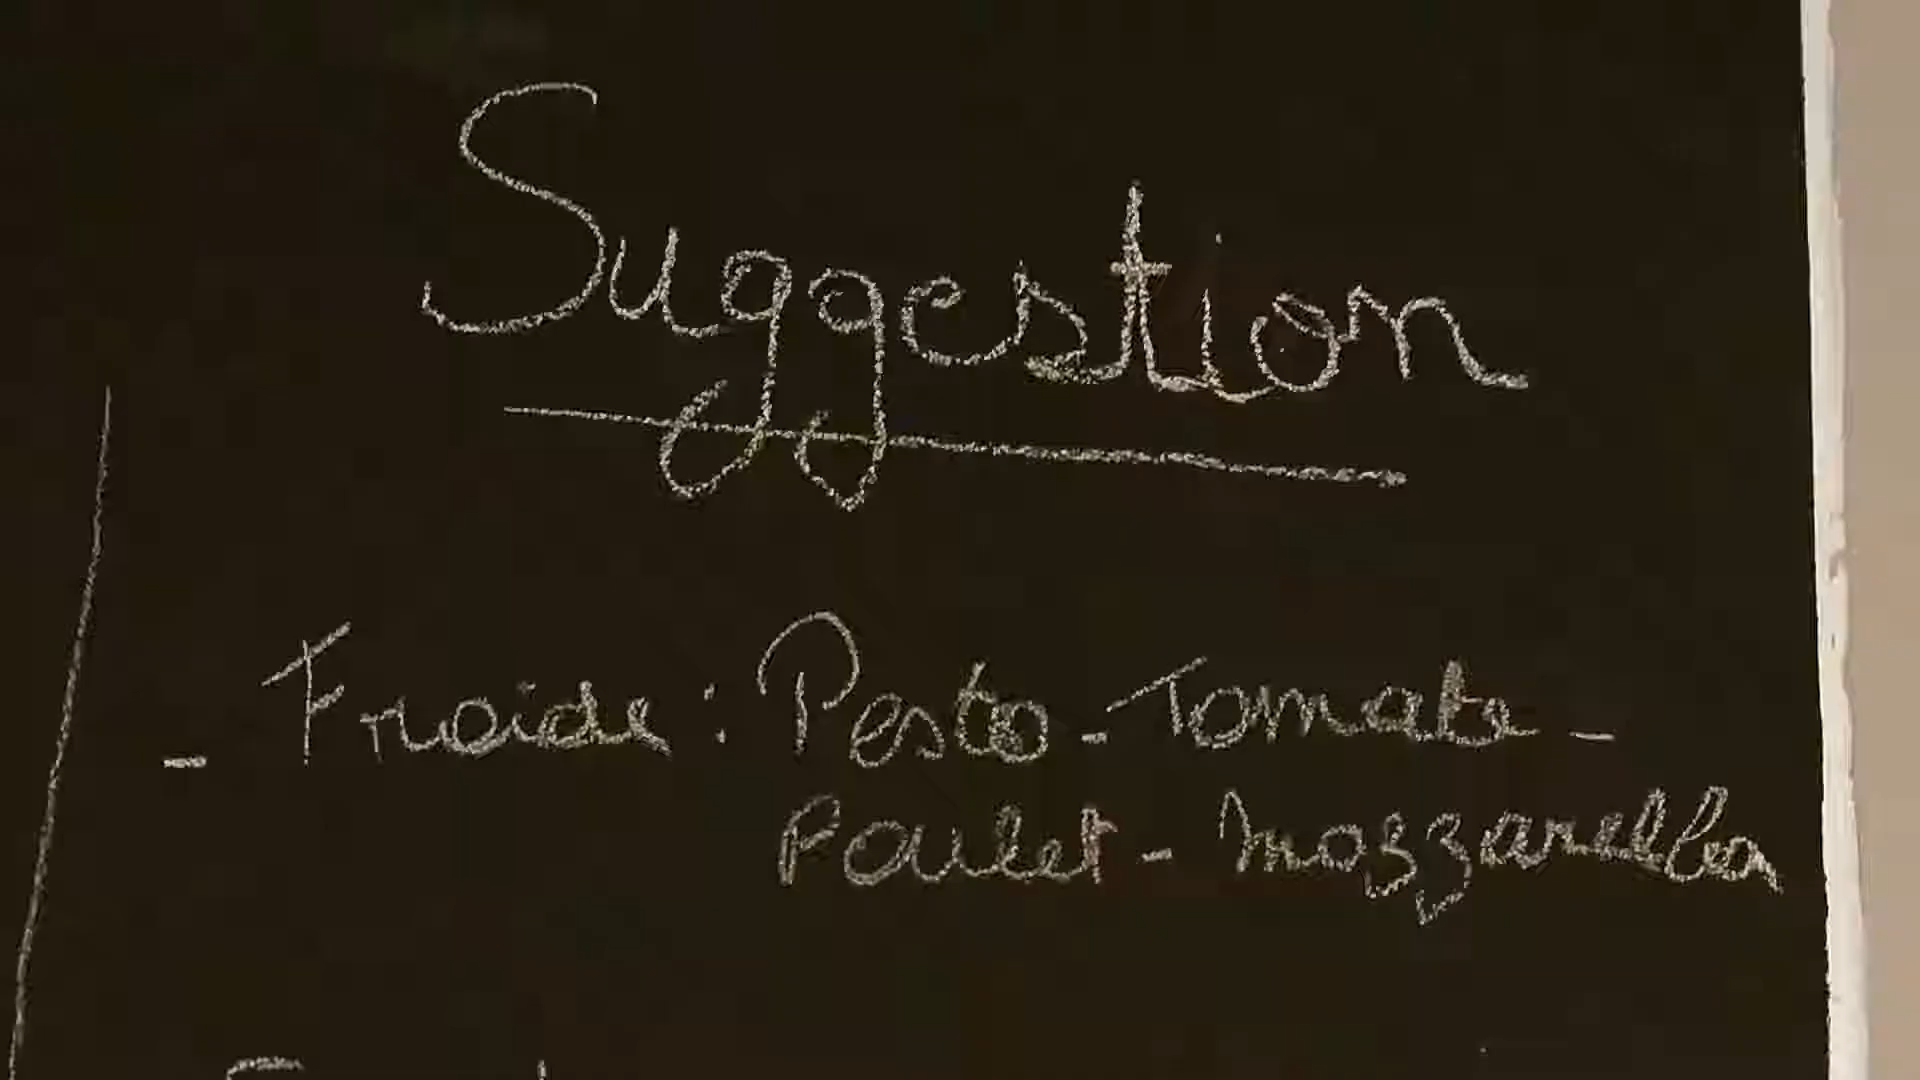 Suggestion
- Froide : Pesto - Tomate -
Poulet - Mozzarella